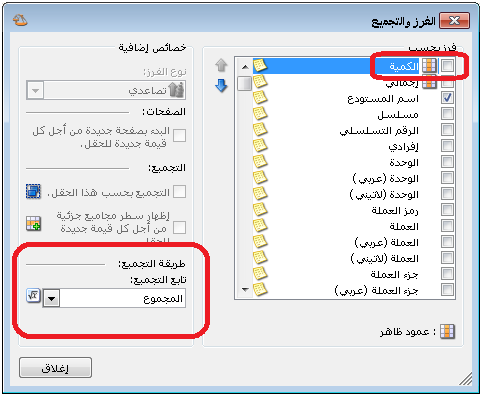 الفرز والتجميع
فرز بحسب
الكمية
إجمالي
اسم المستودع
مسلسل
الرقم التسلسلي
إفرادي
الوحدة
الوحدة (عربي)
الوحدة (لاتيني)
رمز العملة
العملة
العملة (عربي)
العملة (لاتيني)
جزء العملة
جزء العملة (عربي)
: عمود ظاهر
خصائص إضافية
نوع الفرز:
تصاعدي
الصفحات:
البدء بصفحة جديدة من أجل كل
قيمة جديدة للحقل.
التجميع:
التجميع بحسب هذا الحقل.
إظهار سطر مجاميع جزئية
من أجل كل قيمة جديدة
للحقل
طريقة التجميع:
تابع التجميع:
المجموع
إغلاق